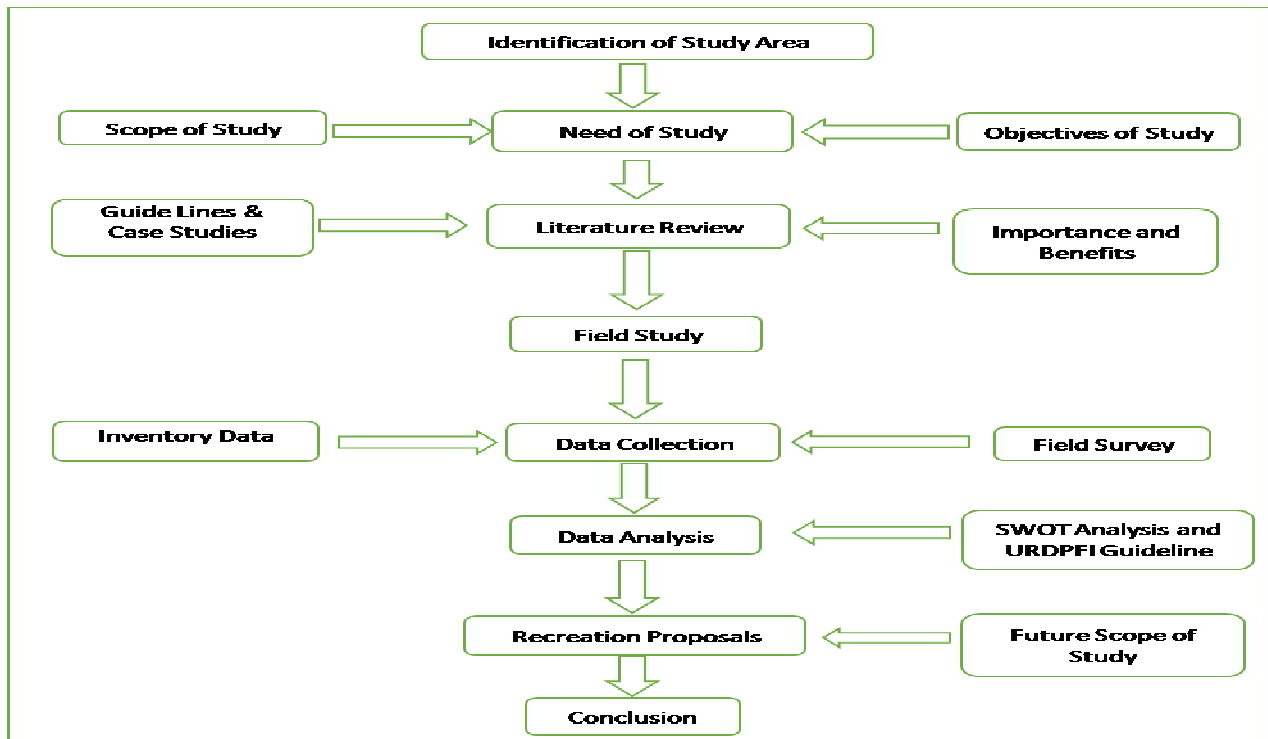 Identification of Study Area
Scope of Study
Need of Study
Objectives of Study
Guide Lines &
Case Studies
Literature Review
Importance and
Benefits
Field Study
Inventory Data
Data Collection
Field Survey
Data Analysis
SWOT Analysis and
URDPFI Guideline
Recreation Proposals
Future Scope of
Study
Conclusion